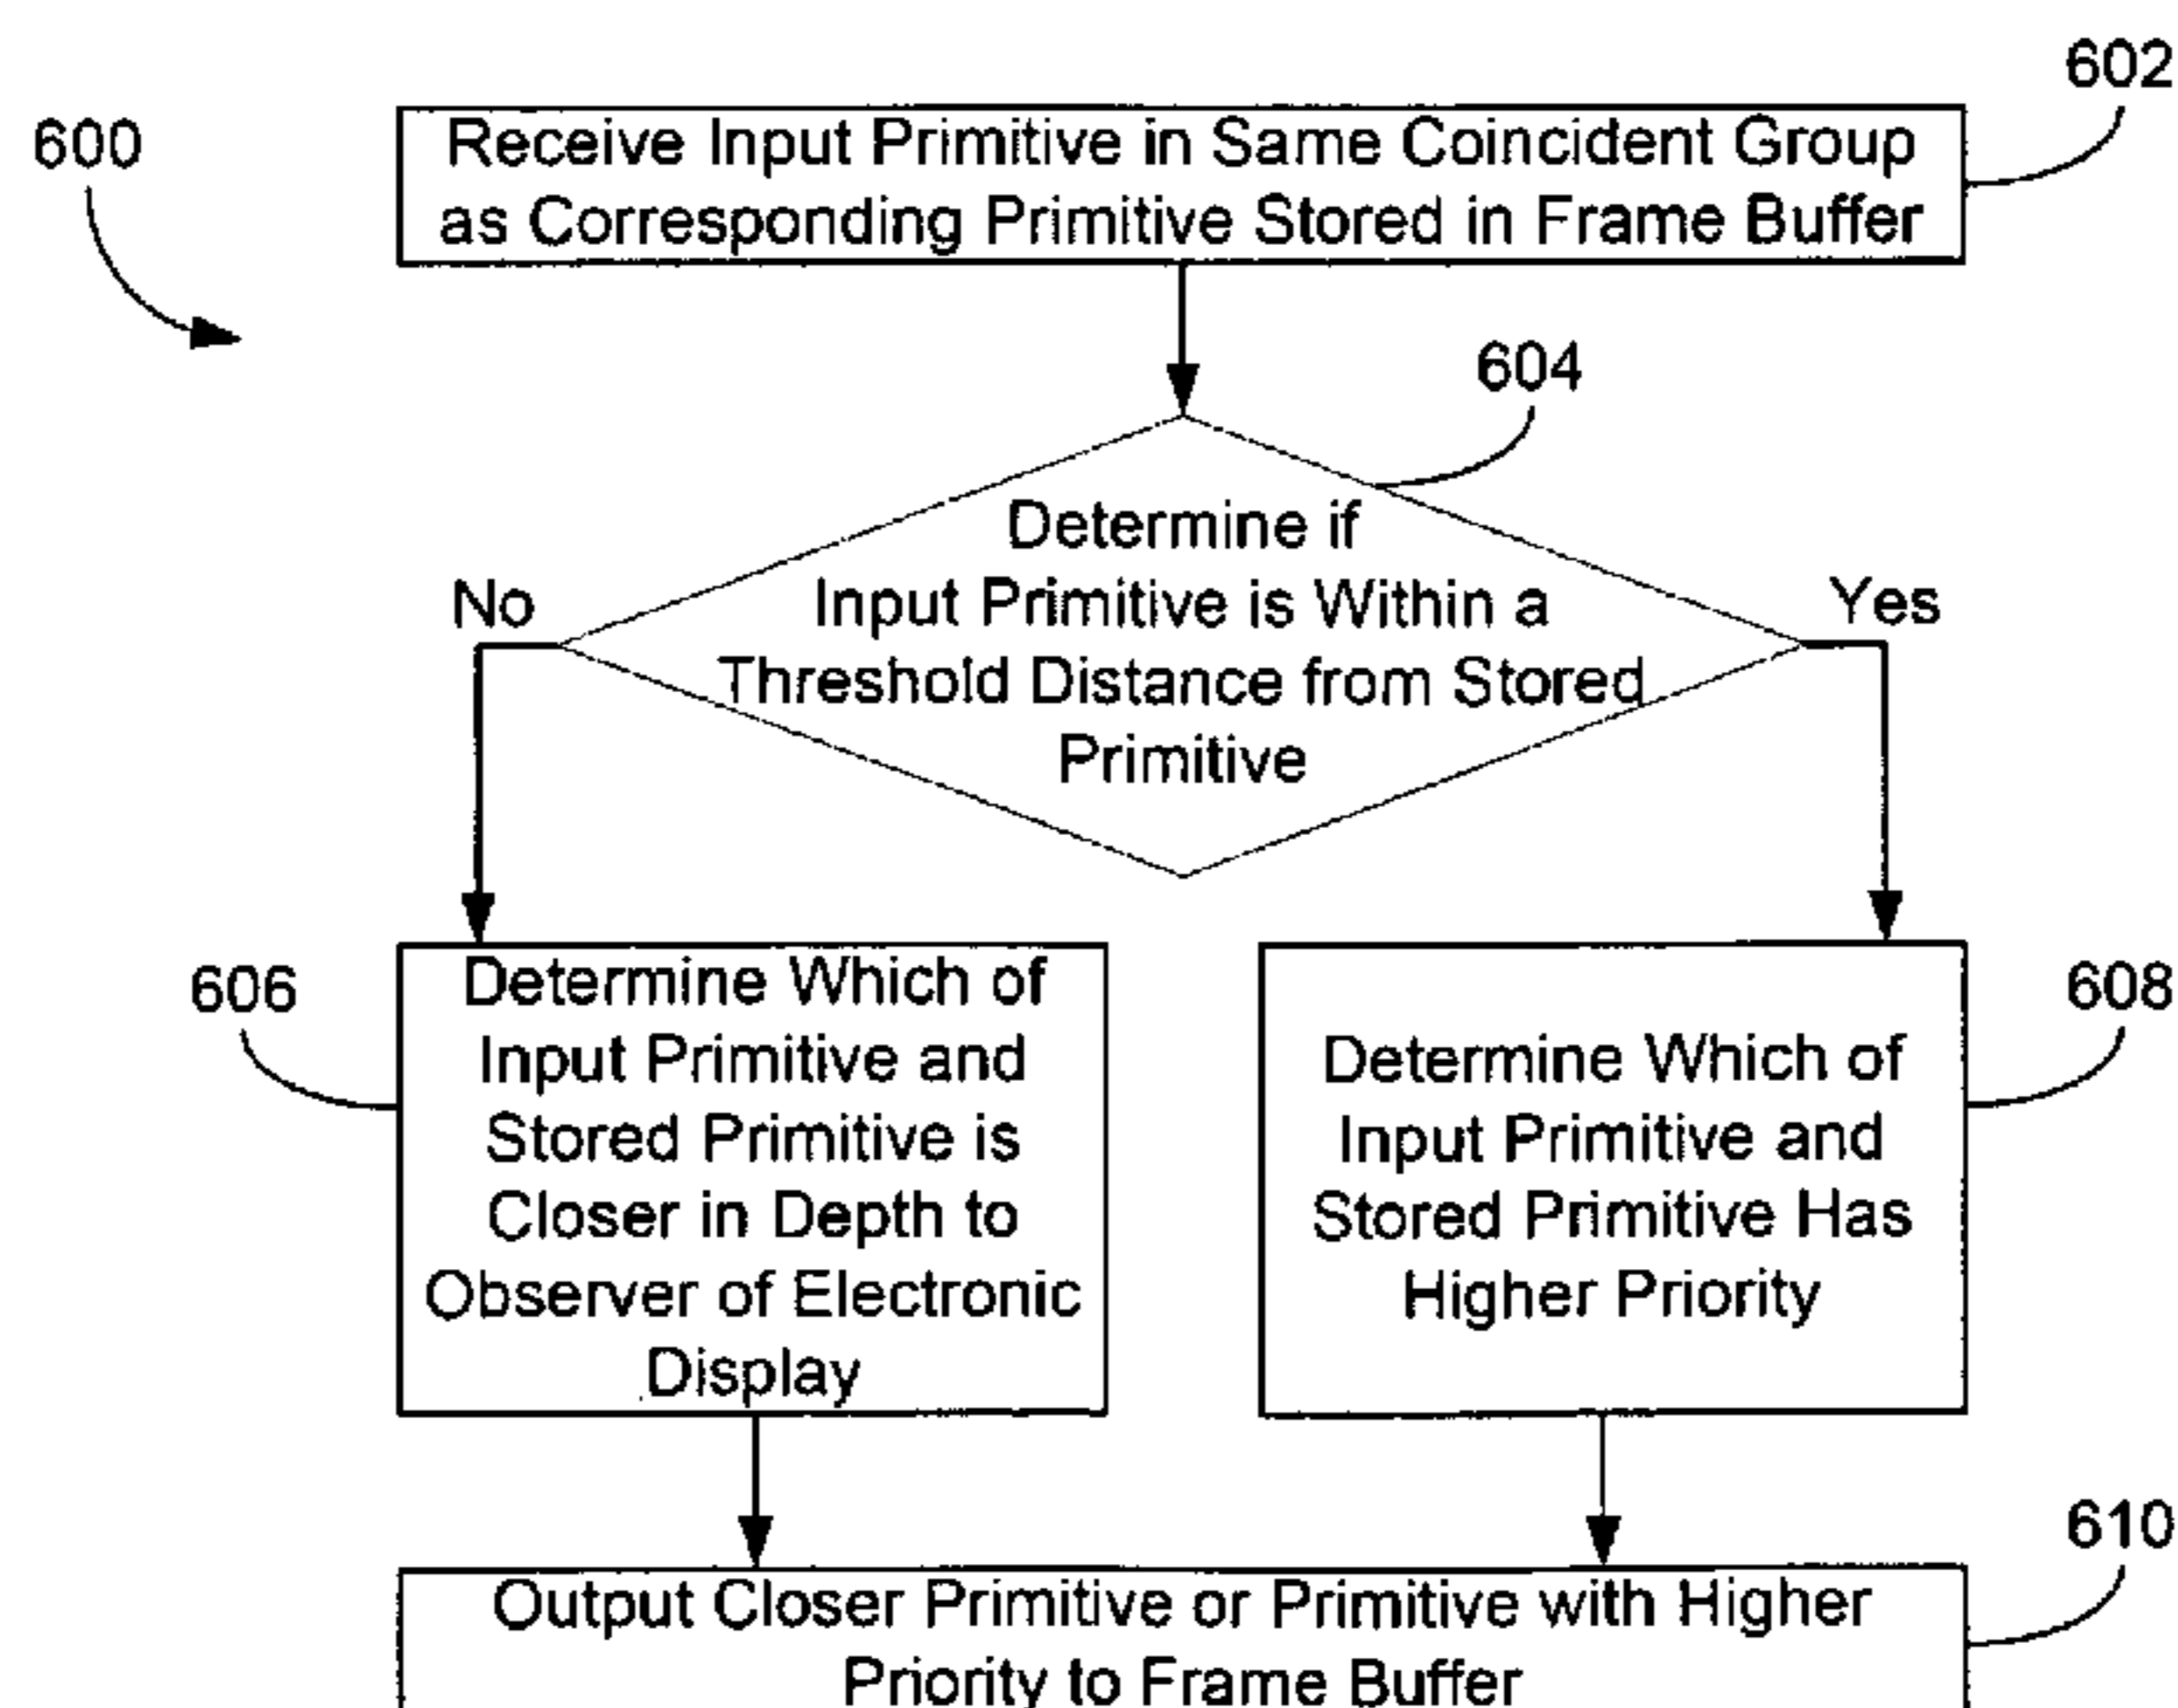 602
600
Receive Input Primitive in Same Coincident Group
as Corresponding Primitive Stored in Frame Buffer
604
Determine if
Input Primitive is Within a
Threshold Distance from Stored
Primitive
No
Yes
606
Determine Which of
Input Primitive and
Stored Primitive is
Closer in Depth to
Observer of Electronic
Display
608
Determine Which of
Input Primitive and
Stored Primitive Has
Higher Priority
610
Output Closer Primitive or Primitive with Higher
Priority to Frame Buffer